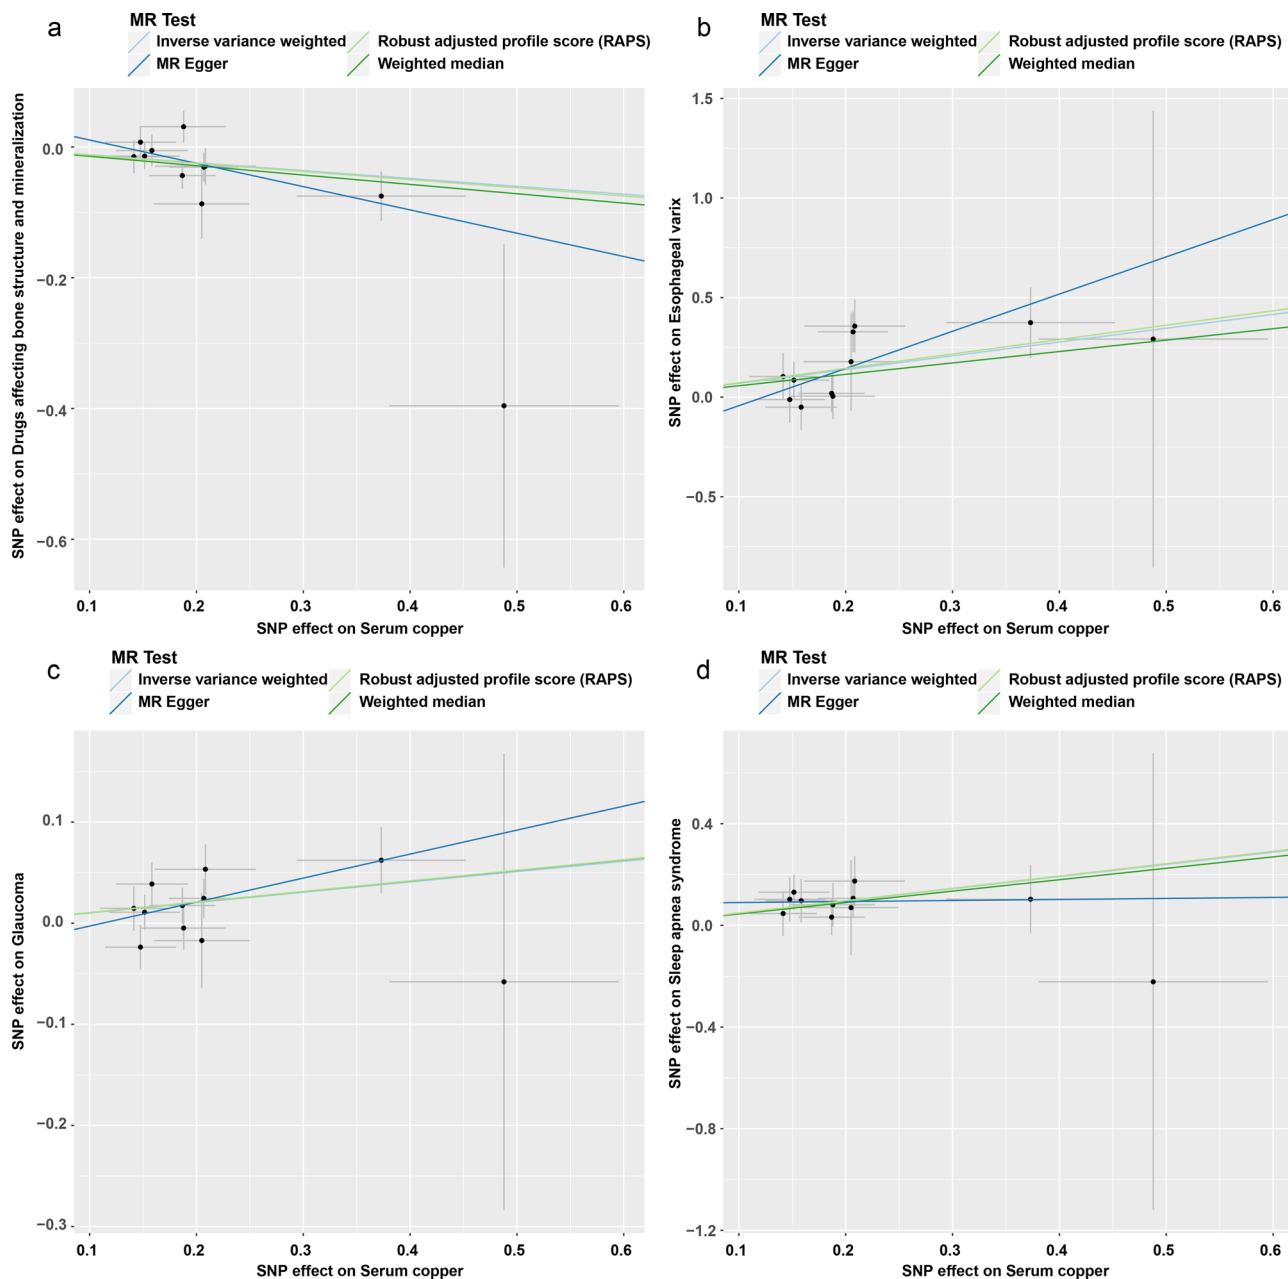 a
MR Test
Inverse variance weighted
Robust adjusted profile score (RAPS)
MR Egger
Weighted median
SNP effect on Drugs affecting bone structure and mineralization
0.0
−0.2
−0.4
−0.6
0.1 0.2 0.3 0.4 0.5 0.6
SNP effect on Serum copper
b
MR Test
Inverse variance weighted
Robust adjusted profile score (RAPS)
MR Egger
Weighted median
SNP effect on Esophageal varix
1.5
1.0
0.5
0.0
−0.5
0.1 0.2 0.3 0.4 0.5 0.6
SNP effect on Serum copper
c
MR Test
Inverse variance weighted
Robust adjusted profile score (RAPS)
MR Egger
Weighted median
SNP effect on Glaucoma
0.1
0.0
−0.1
−0.2
−0.3
0.1 0.2 0.3 0.4 0.5 0.6
SNP effect on Serum copper
d
MR Test
Inverse variance weighted
Robust adjusted profile score (RAPS)
MR Egger
Weighted median
SNP effect on Sleep apnea syndrome
0.4
0.0
−0.4
−0.8
−1.2
0.1 0.2 0.3 0.4 0.5 0.6
SNP effect on Serum copper